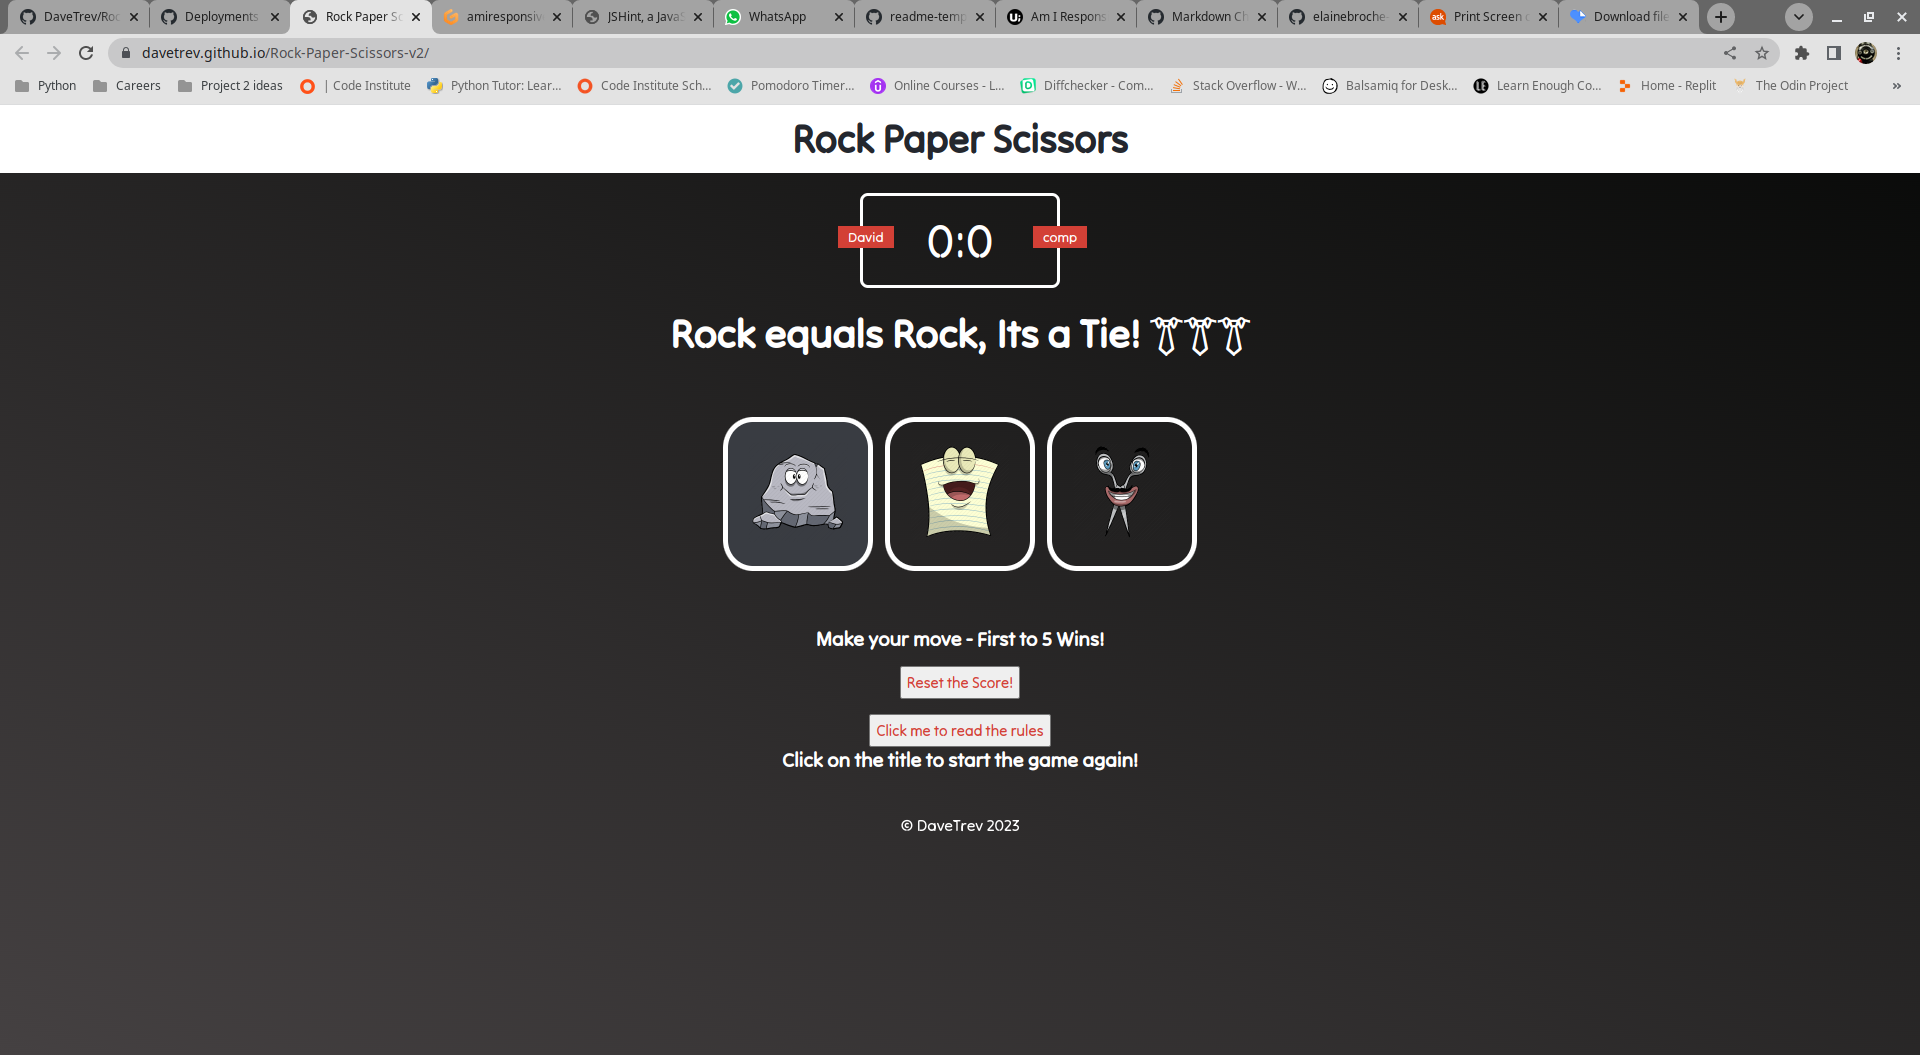 DaveTrev/Roc
Deployments
Rock Paper Sc
amiresponsiv
JSHint, a JavaS
WhatsApp
readme-temp
Am I Respons
Markdown Ch
elainebroche-
Print Screen o
Download file
davetrev.github.io/Rock-Paper-Scissors-v2/
Python
Careers
Project 2 ideas
| Code Institute
Python Tutor: Lear...
Code Institute Sch...
Pomodoro Timer...
Online Courses - L...
Diffchecker - Com...
Stack Overflow - W...
Balsamiq for Desk...
Learn Enough Co...
Home - Replit
The Odin Project
»
Rock Paper Scissors
David
0:0
comp
Rock equals Rock, Its a Tie!
Make your move - First to 5 Wins!
Reset the Score!
Click me to read the rules
Click on the title to start the game again!
© DaveTrev 2023